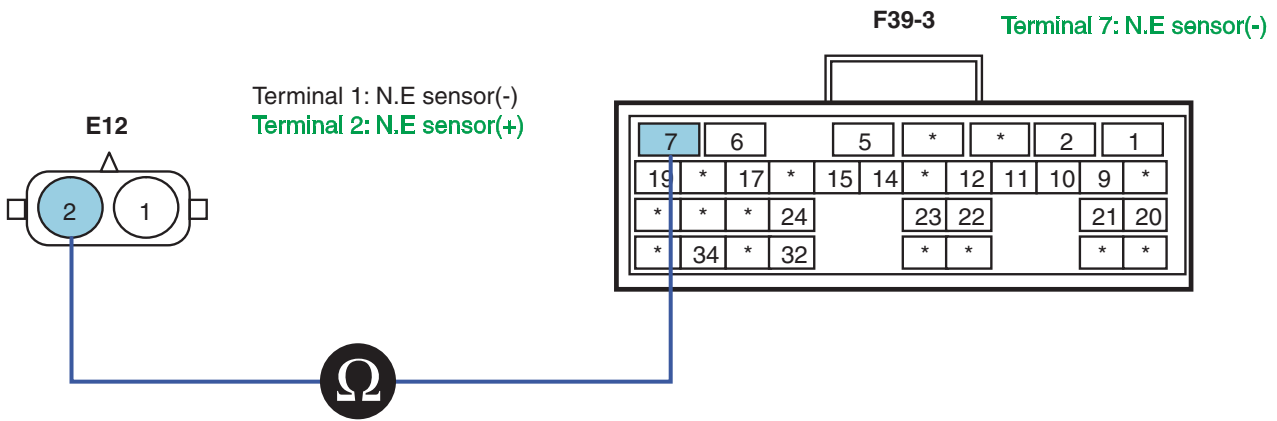 F39-3
Terminal 7: N.E sensor(-)
Terminal 1: N.E sensor(-)
Terminal 2: N.E sensor(+)
E12
2 1
7 6 5 * * 2 1
19 * 17 * 15 14 * 12 11 10 9 *
* * * 24 23 22 21 20
* 34 * 32 * * * *
Ω